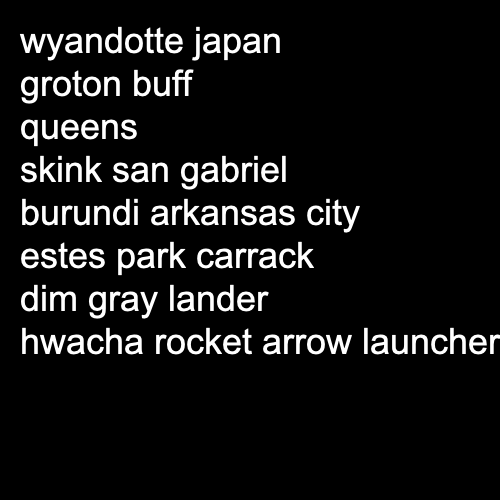 wyandotte japan
groton buff
queens
skink san gabriel
burundi arkansas city
estes park carrack
dim gray lander
hwacha rocket arrow launcher